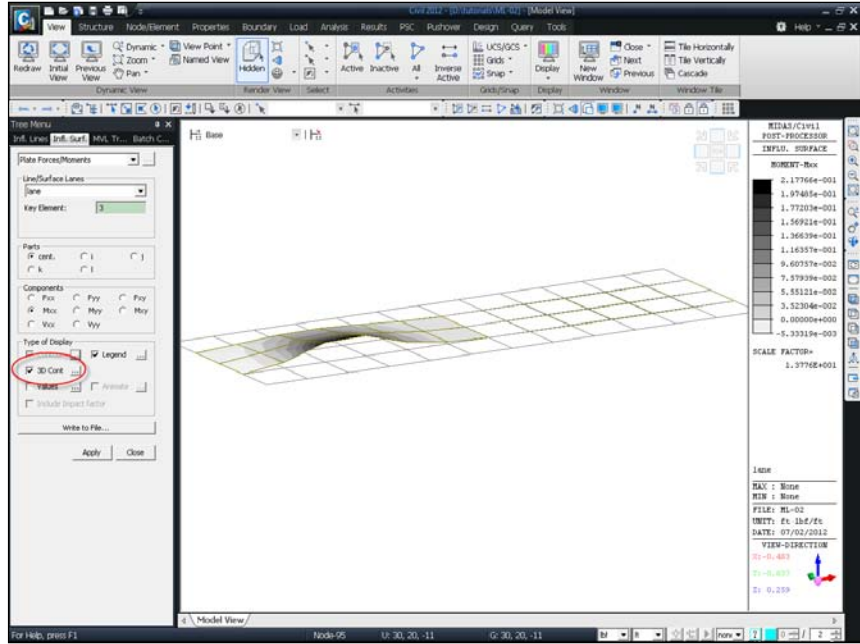 Civil 2012 - [D:\Tutorials\ML-02] - [Model View]
View Structure Node/Element Properties Boundary Load Analysis Results PSC Pushover Design Query Tools Help
Redraw Initial View Previous View Dynamic Zoom Pan
Dynamic View
View Point Named View Hidden
Render View
Select
Active Inactive All Inverse Active
Activities
UCS/GCS Grids Snap
Grids/Snap
Display
Display
New Window Close Next Previous
Window
Tile Horizontally Tile Vertically Cascade
Window Tile
Tree Menu
Infl. Lines Infl. Surf. MVL Tr... Batch C...
Plate Forces/Moments
Line/Surface Lanes
lane
Key Element: 3
Parts
cent. i j
k l
Components
Fxx Fyy Fxy
Mxx Myy Mxy
Vxx Vyy
Type of Display
Legend
3D Cont
Values Animate
Include Impact Factor
Write to File...
Apply Close
Base
MIDAS/Civil
POST-PROCESSOR
INFLU. SURFACE
MOMENT-Mxx
2.17766e-001
1.97485e-001
1.77203e-001
1.56921e-001
1.36639e-001
1.16357e-001
9.60757e-002
7.57939e-002
5.55121e-002
3.52304e-002
0.00000e+000
-5.33319e-003
SCALE FACTOR=
1.3776E+001
lane
MAX : None
MIN : None
FILE: ML-02
UNIT: ft-lbf/ft
DATE: 07/02/2012
VIEW-DIRECTION
X:-0.483
Z: 0.259
Model View
For Help, press F1
Node-95
U: 30, 20, -11
G: 30, 20, -11
lbf
ft
2